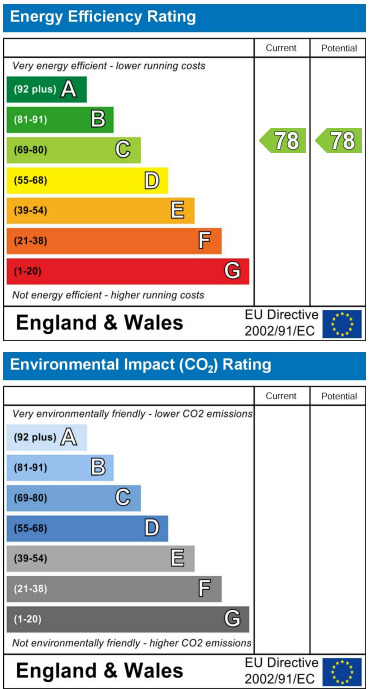 Energy Efficiency Rating
Current Potential
Very energy efficient - lower running costs
(92 plus) A
(81-91) B
(69-80) C
78 78
(55-68) D
(39-54) E
(21-38) F
(1-20) G
Not energy efficient - higher running costs
England & Wales
EU Directive
2002/91/EC
Environmental Impact (CO₂) Rating
Current Potential
Very environmentally friendly - lower CO2 emissions
(92 plus) A
(81-91) B
(69-80) C
(55-68) D
(39-54) E
(21-38) F
(1-20) G
Not environmentally friendly - higher CO2 emissions
England & Wales
EU Directive
2002/91/EC